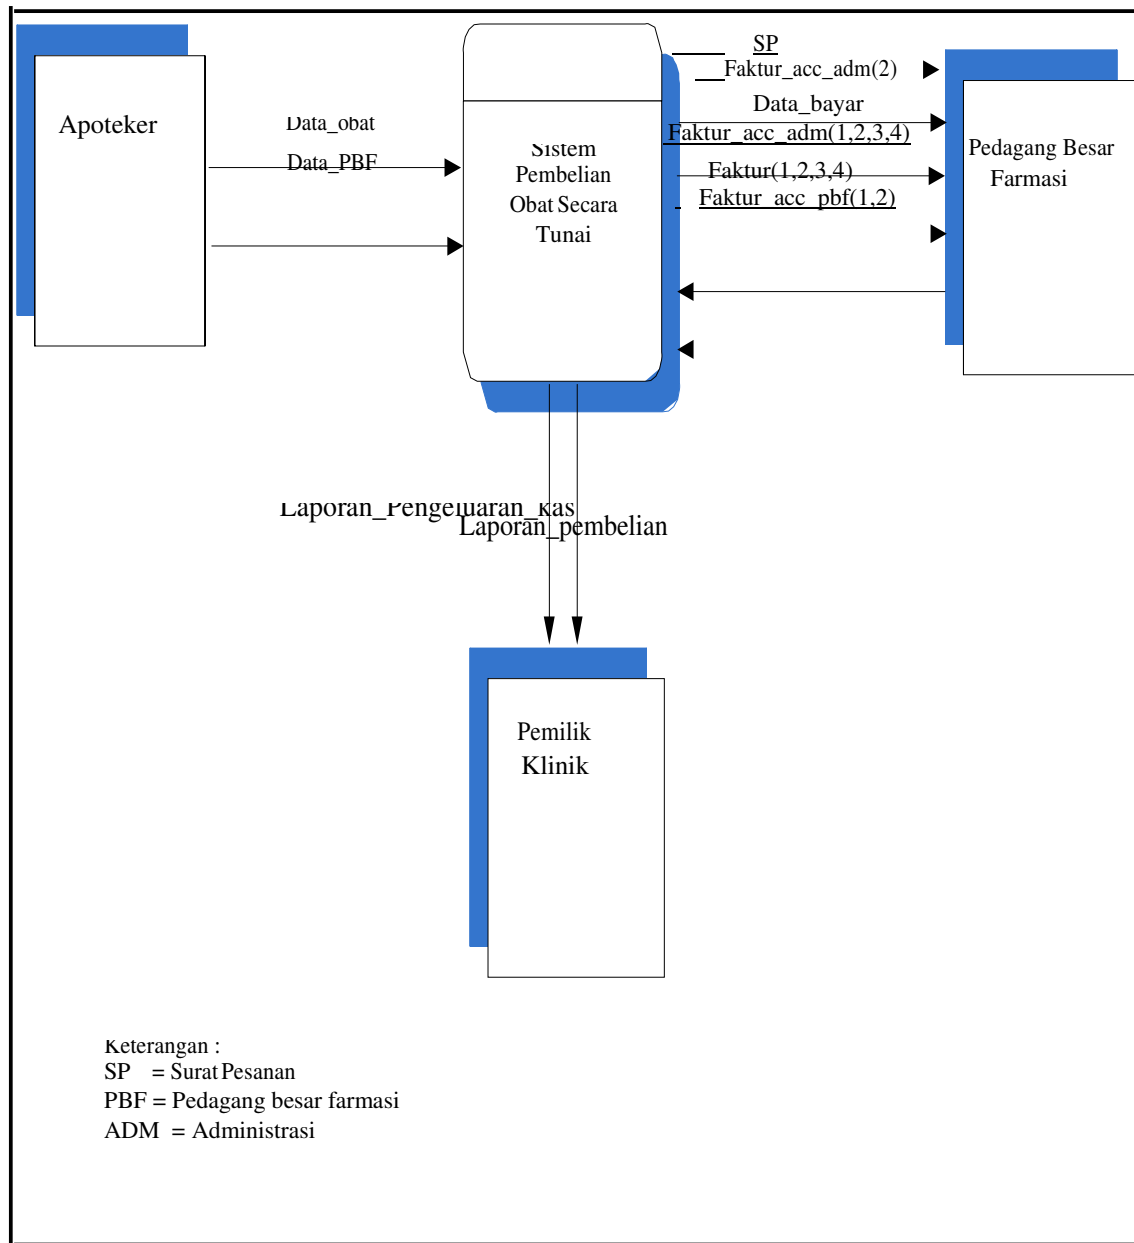 Apoteker
Data_obat
Data_PBF
Sistem
Pembelian
Obat Secara
Tunai
SP
Faktur_acc_adm(2)
Data_bayar
Faktur_acc_adm(1,2,3,4)
Faktur(1,2,3,4)
Faktur_acc_pbf(1,2)
Pedagang Besar
Farmasi
Laporan_Pengeluaran_kas
Laporan_pembelian
Pemilik
Klinik
Keterangan :
SP = Surat Pesanan
PBF = Pedagang besar farmasi
ADM = Administrasi